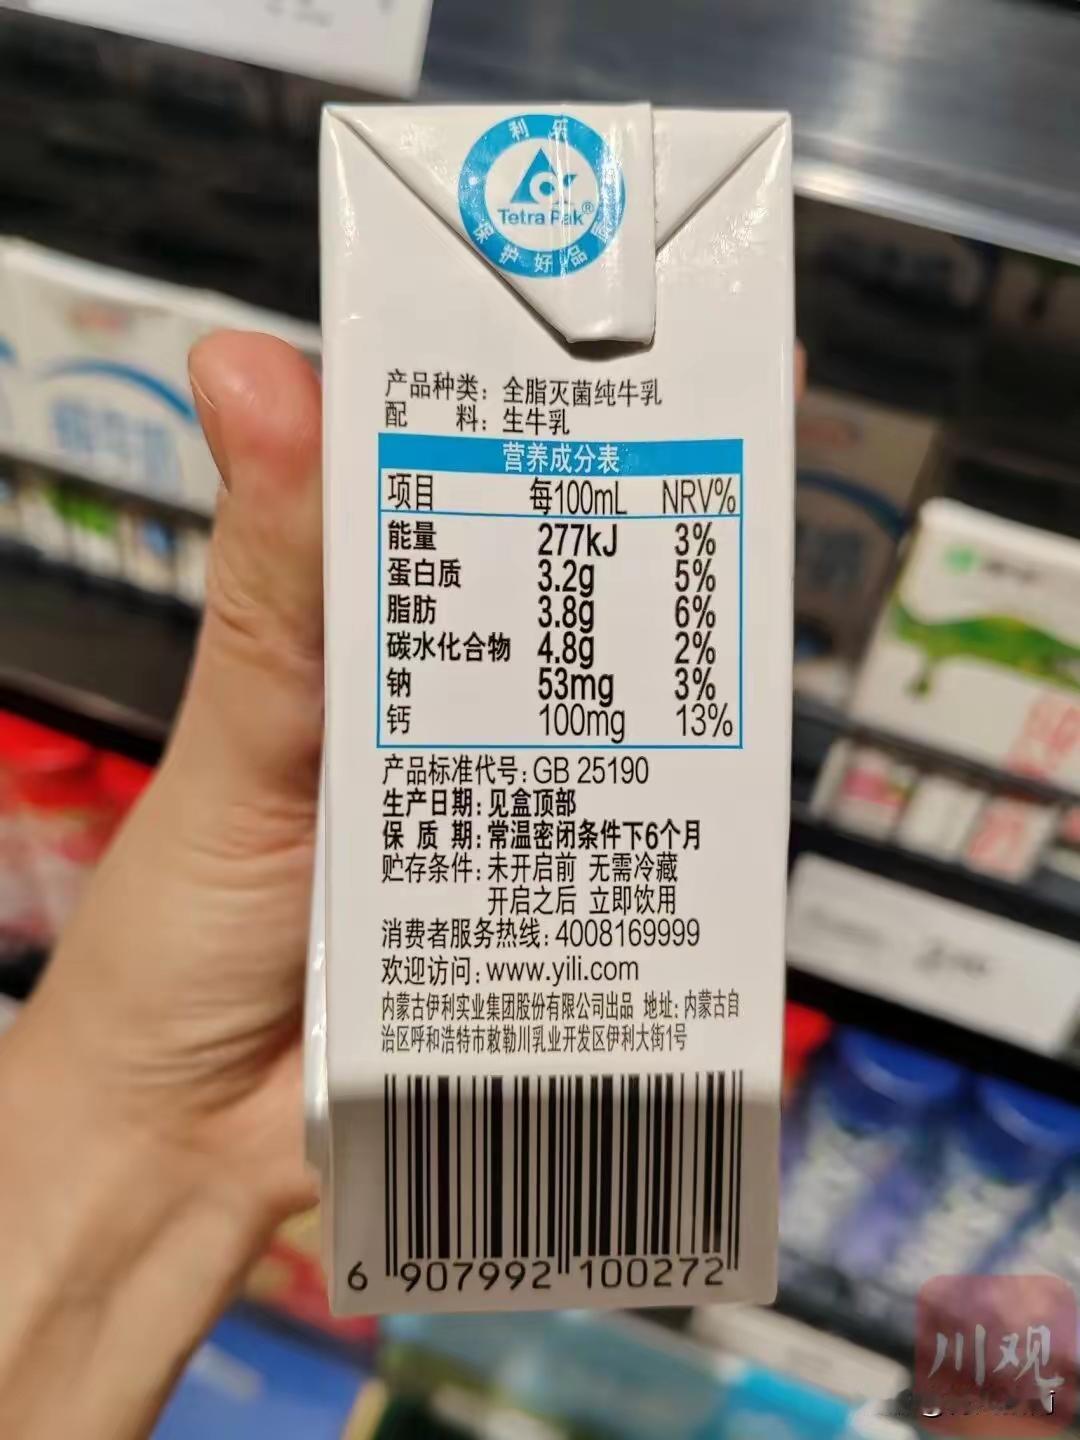 利乐
Tetra Pak®
保护好品质
产品种类：全脂灭菌纯牛乳
配 料：生牛乳
营养成分表
项目 每100mL NRV%
能量 277kJ 3%
蛋白质 3.2g 5%
脂肪 3.8g 6%
碳水化合物 4.8g 2%
钠 53mg 3%
钙 100mg 13%
产品标准代号：GB 25190
生产日期：见盒顶部
保 质 期：常温密闭条件下6个月
贮存条件：未开启前 无需冷藏
开启之后 立即饮用
消费者服务热线：4008169999
欢迎访问：www.yili.com
内蒙古伊利实业集团股份有限公司出品 地址：内蒙古自
治区呼和浩特市敕勒川乳业开发区伊利大街1号
6 907992 100272
川观